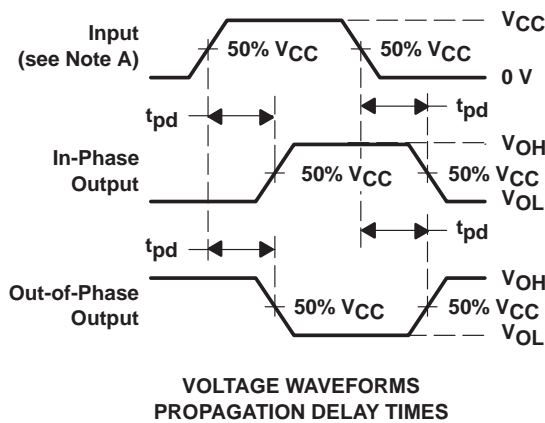 Input
(see Note A)
50% VCC
50% VCC
VCC
0 V
tpd
tpd
In-Phase
Output
50% VCC
VOH
50% VCC
VOL
tpd
tpd
Out-of-Phase
Output
50% VCC
VOH
50% VCC
VOL
VOLTAGE WAVEFORMS
PROPAGATION DELAY TIMES